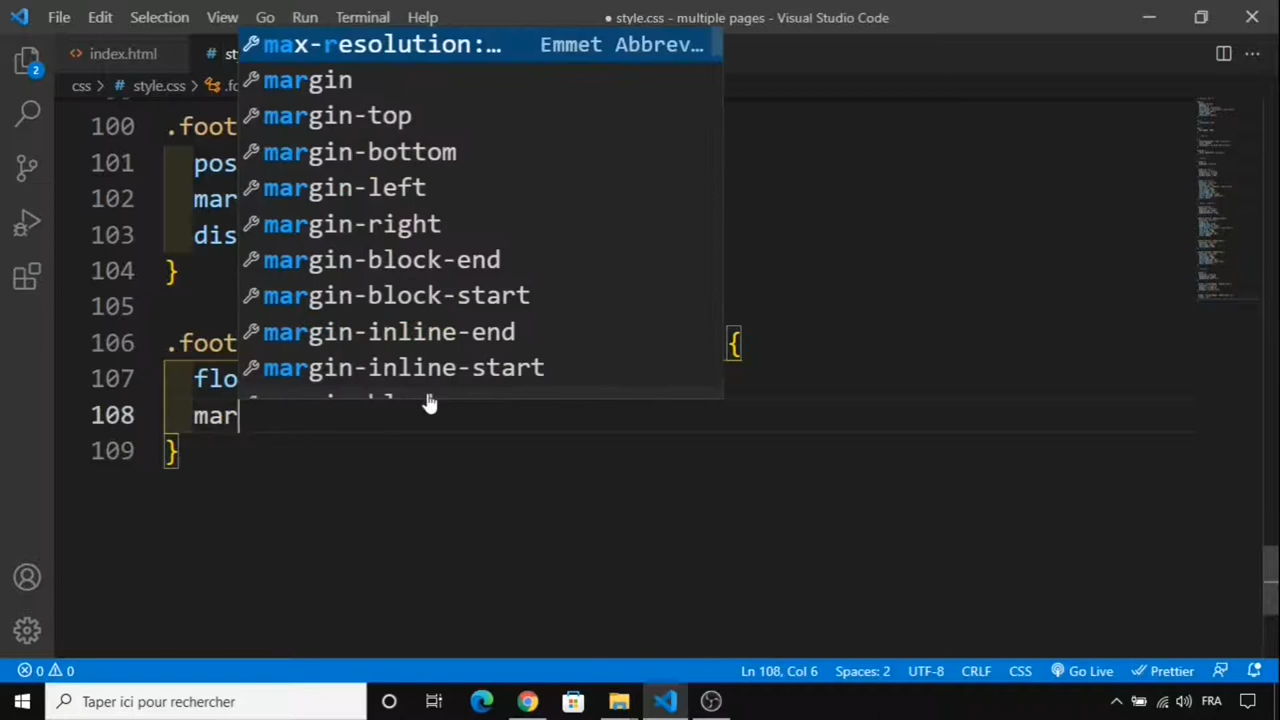 File Edit Selection View Go Run Terminal Help
● style.css - multiple pages - Visual Studio Code
index.html
# st
css > # style.css > .fo
max-resolution:… Emmet Abbrev…
margin
margin-top
margin-bottom
margin-left
margin-right
margin-block-end
margin-block-start
margin-inline-end
margin-inline-start
100 .foot
101 pos
102 mar
103 dis
104 }
105
106 .foot {
107 flo
108 mar
109 }
2
0 0
Ln 108, Col 6 Spaces: 2 UTF-8 CRLF CSS Go Live Prettier
Taper ici pour rechercher
FRA